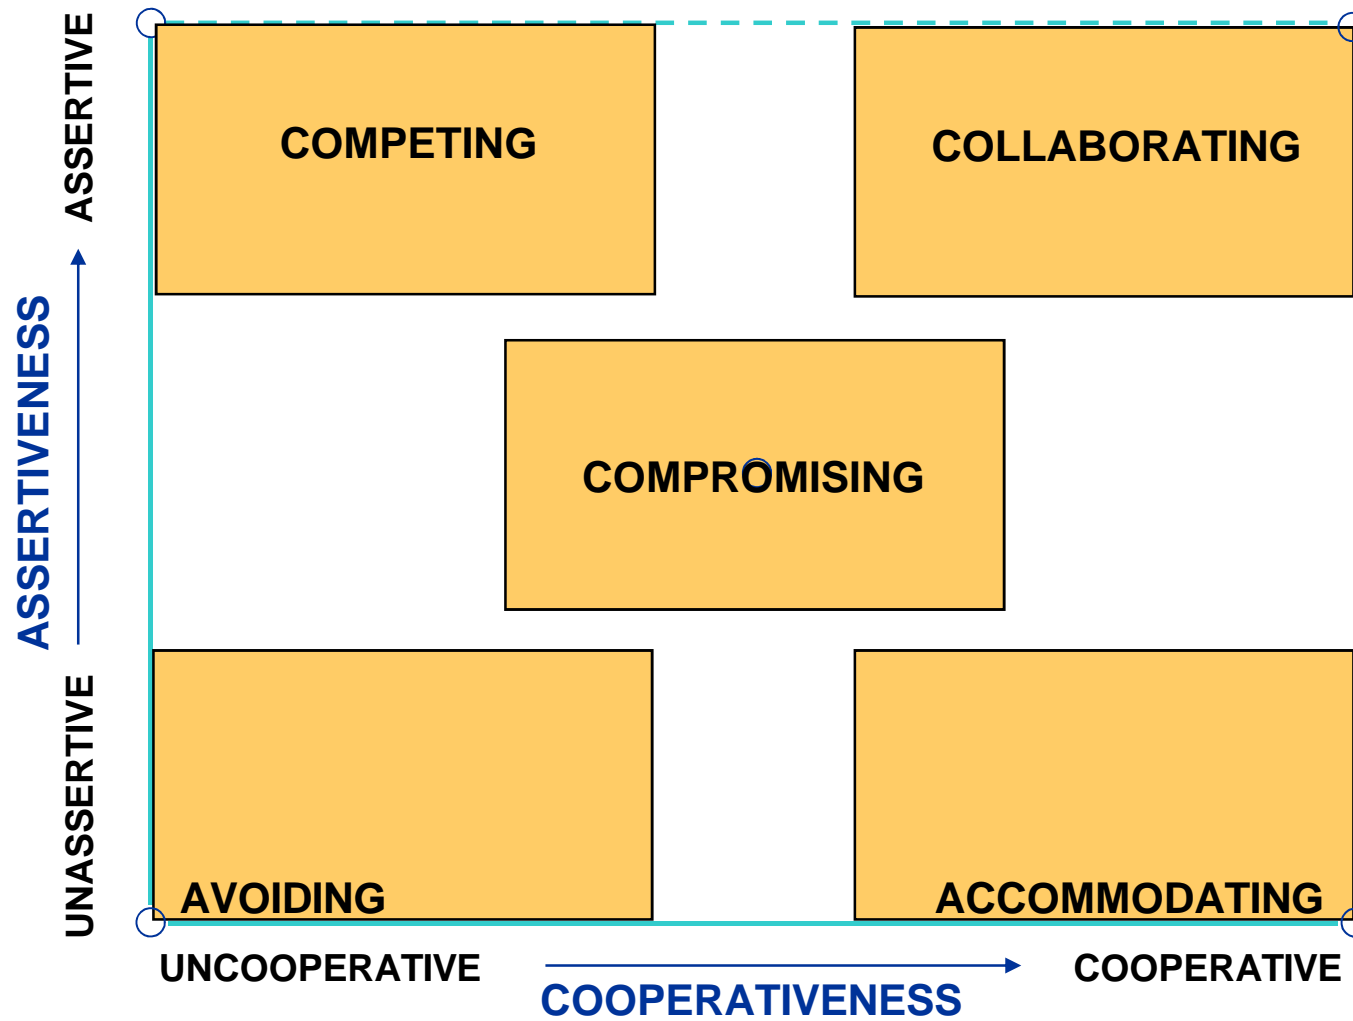 ASSERTIVE
COMPETING
COLLABORATING
ASSERTIVENESS
COMPROMISING
UNASSERTIVE
AVOIDING
ACCOMMODATING
UNCOOPERATIVE
COOPERATIVE
COOPERATIVENESS